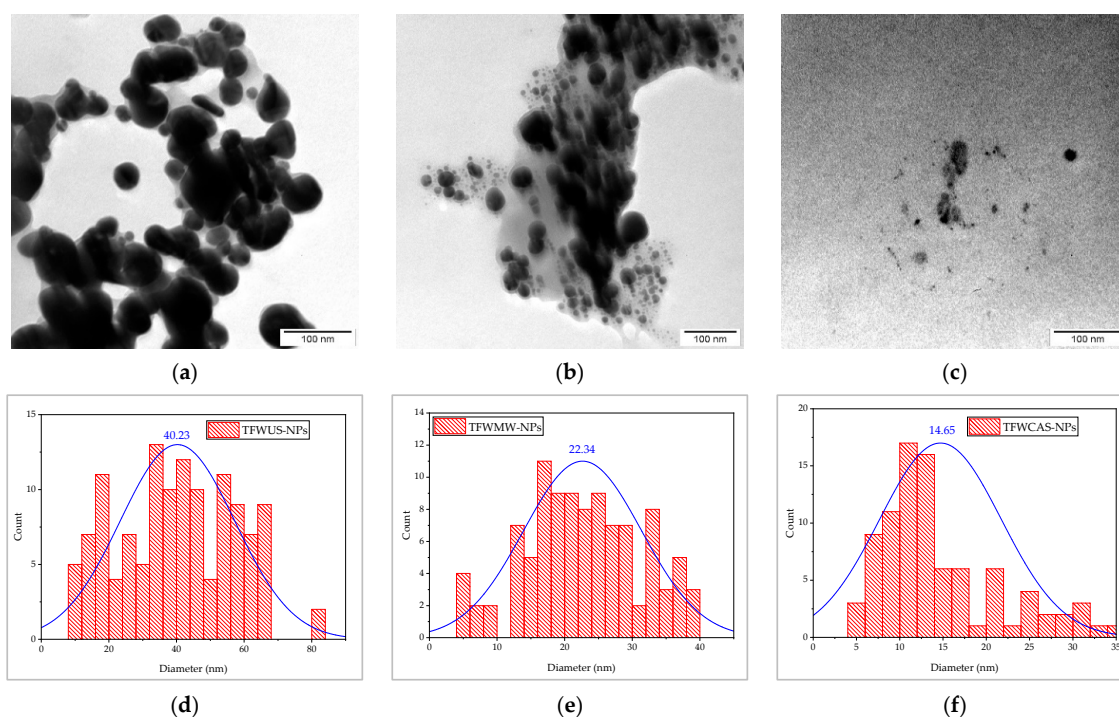 100 nm
100 nm
100 nm
(a)
(b)
(c)
15
10
5
0
Count
40.23
TFWUS-NPs
0 20 40 60 80
Diameter (nm)
14
12
10
8
6
4
2
0
Count
22.34
TFWMW-NPs
0 10 20 30 40
Diameter (nm)
20
15
10
5
0
Count
14.65
TFWCAS-NPs
0 5 10 15 20 25 30 35
Diameter (nm)
(d)
(e)
(f)